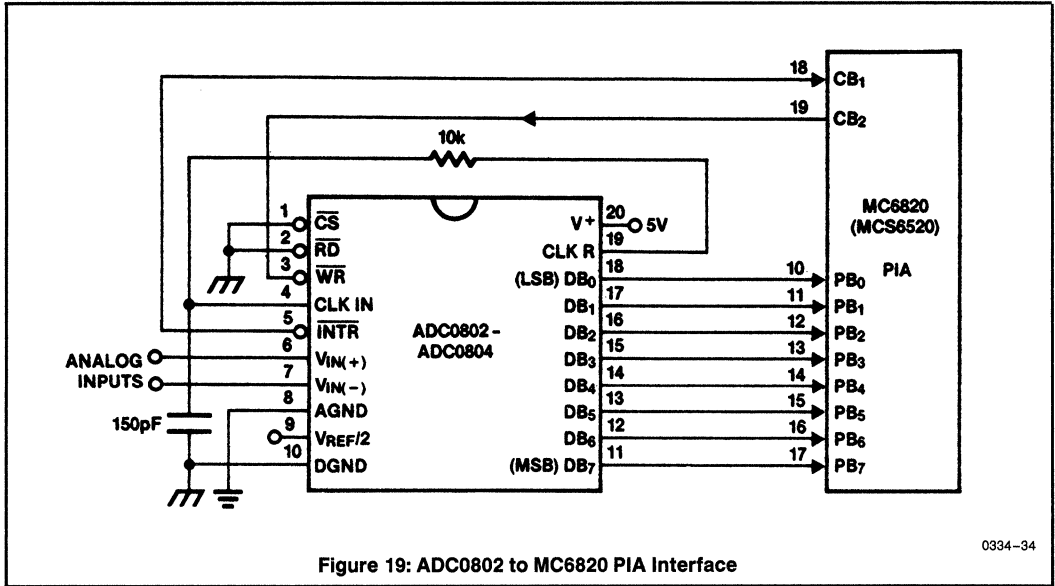 18 CB1
19 CB2
10k
MC6820
(MCS6520)
PIA
1 CS
2 RD
3 WR
4 CLK IN
5 INTR
6 VIN(+)
7 VIN(−)
8 AGND
9 VREF/2
10 DGND
ANALOG
INPUTS
150pF
ADC0802 -
ADC0804
V+ 20 5V
CLK R 19
(LSB) DB0 18 10 PB0
DB1 17 11 PB1
DB2 16 12 PB2
DB3 15 13 PB3
DB4 14 14 PB4
DB5 13 15 PB5
DB6 12 16 PB6
(MSB) DB7 11 17 PB7
0334-34
Figure 19: ADC0802 to MC6820 PIA Interface